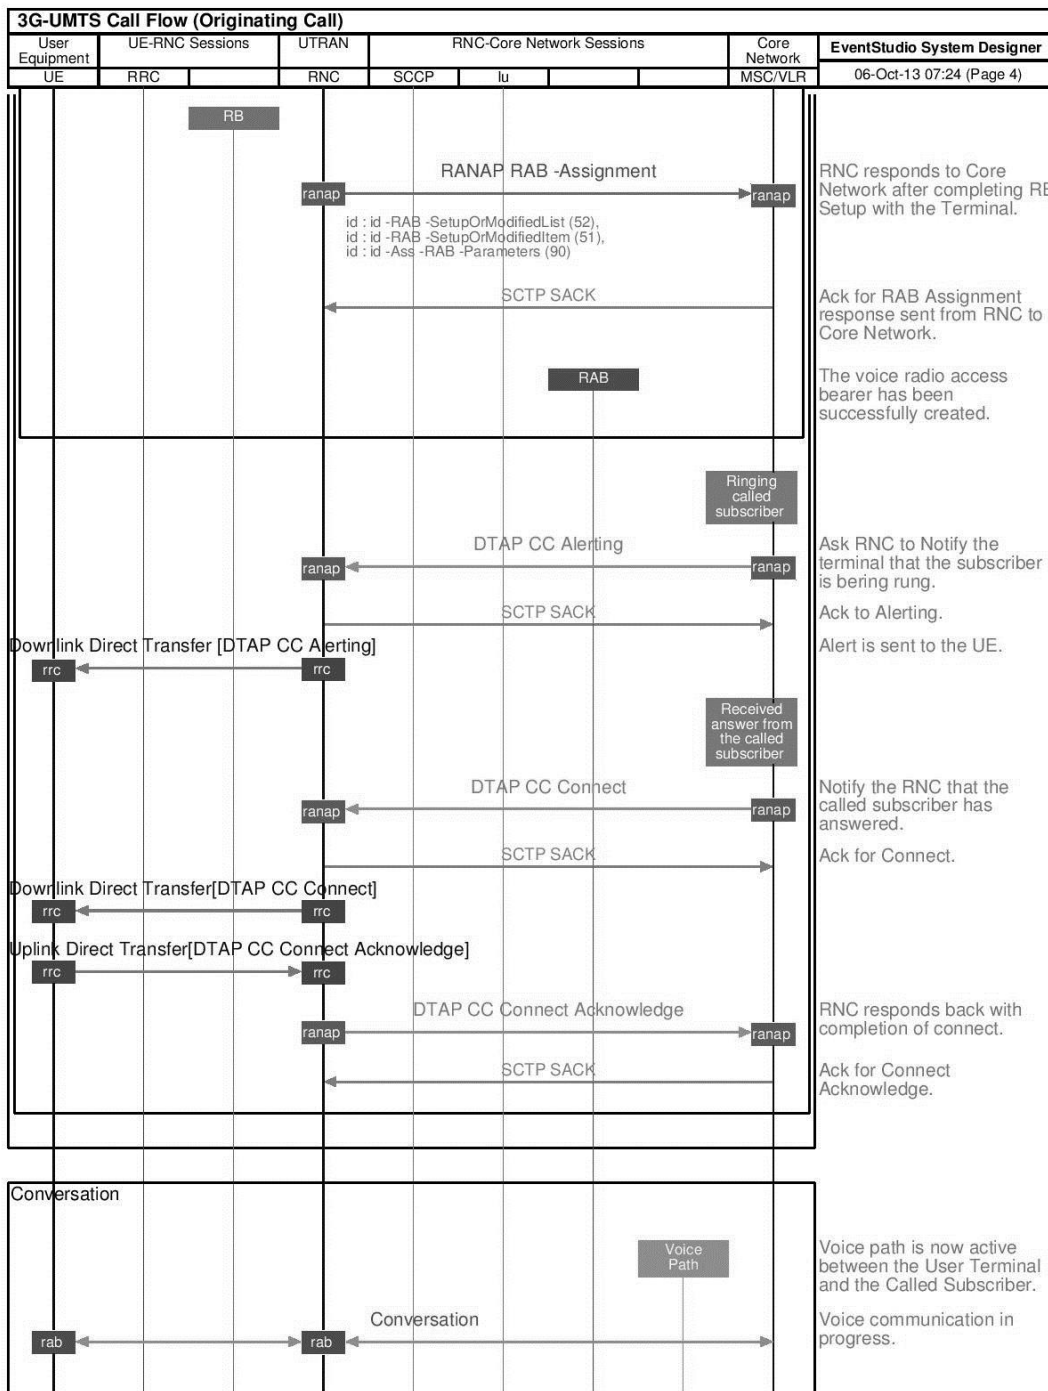 3G-UMTS Call Flow (Originating Call)
User Equipment UE-RNC Sessions UTRAN RNC-Core Network Sessions Core Network EventStudio System Designer
UE RRC RNC SCCP Iu MSC/VLR 06-Oct-13 07:24 (Page 4)
RB
RANAP RAB -Assignment
ranap ranap
id : id -RAB -SetupOrModifiedList (52),
id : id -RAB -SetupOrModifiedItem (51),
id : id -Ass -RAB -Parameters (90)
RNC responds to Core
Network after completing RB
Setup with the Terminal.
SCTP SACK
Ack for RAB Assignment
response sent from RNC to
Core Network.
RAB
The voice radio access
bearer has been
successfully created.
Ringing
called
subscriber
DTAP CC Alerting
ranap ranap
Ask RNC to Notify the
terminal that the subscriber
is bering rung.
SCTP SACK
Ack to Alerting.
Downlink Direct Transfer [DTAP CC Alerting]
rrc rrc
Alert is sent to the UE.
Received
answer from
the called
subscriber
DTAP CC Connect
ranap ranap
Notify the RNC that the
called subscriber has
answered.
SCTP SACK
Ack for Connect.
Downlink Direct Transfer[DTAP CC Connect]
rrc rrc
Uplink Direct Transfer[DTAP CC Connect Acknowledge]
rrc rrc
DTAP CC Connect Acknowledge
ranap ranap
RNC responds back with
completion of connect.
SCTP SACK
Ack for Connect
Acknowledge.
Conversation
Voice
Path
Voice path is now active
between the User Terminal
and the Called Subscriber.
Conversation
rab rab
Voice communication in
progress.